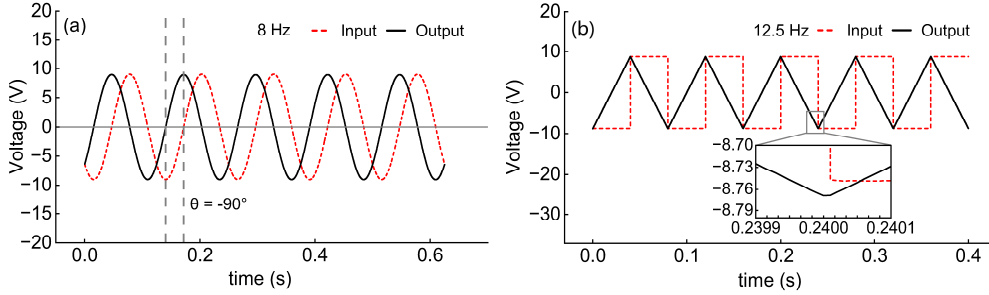 (a)
8 Hz Input Output
Voltage (V)
20
15
10
5
0
−5
−10
−15
−20
θ = -90°
0.0 0.2 0.4 0.6
time (s)
(b)
12.5 Hz Input Output
Voltage (V)
20
10
0
−10
−20
−30
−8.70
−8.73
−8.76
−8.79
0.2399 0.2400 0.2401
0.0 0.1 0.2 0.3 0.4
time (s)